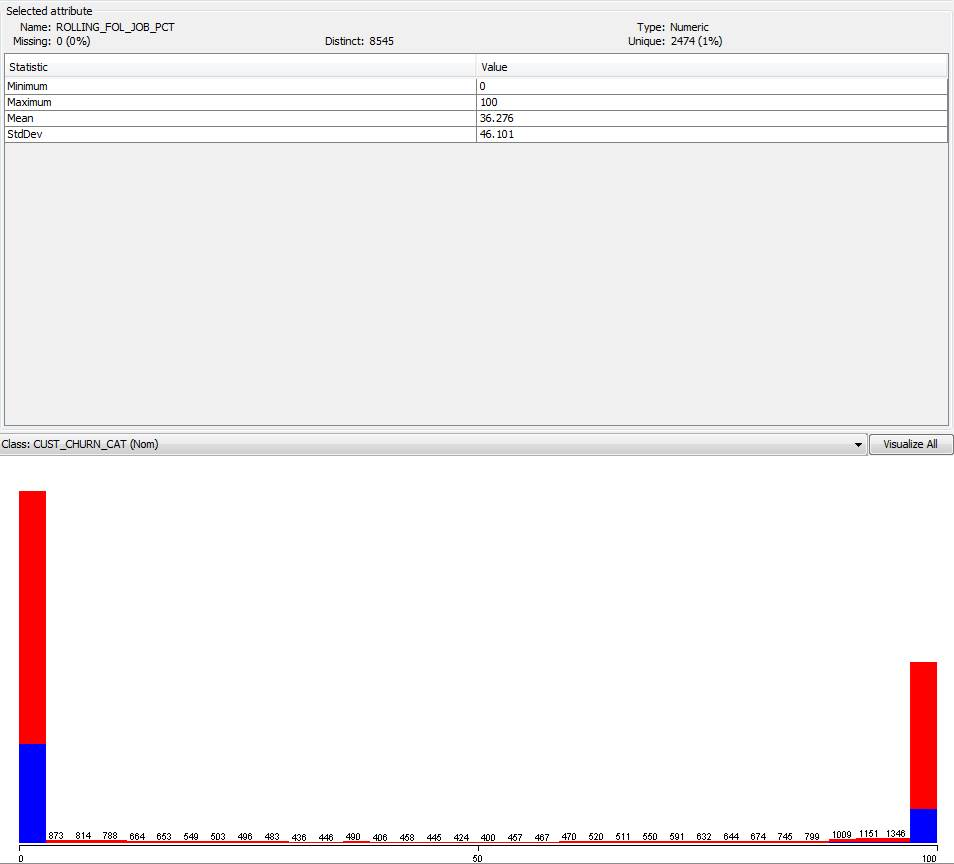 Selected attribute
Name: ROLLING_FOL_JOB_PCT Type: Numeric
Missing: 0 (0%) Distinct: 8545 Unique: 2474 (1%)
Statistic Value
Minimum 0
Maximum 100
Mean 36.276
StdDev 46.101
Class: CUST_CHURN_CAT (Nom) Visualize All
873 814 788 664 653 549 503 496 483 436 446 490 406 458 445 424 400 457 467 470 520 511 550 591 632 644 674 745 799 1009 1151 1346
0 50 100